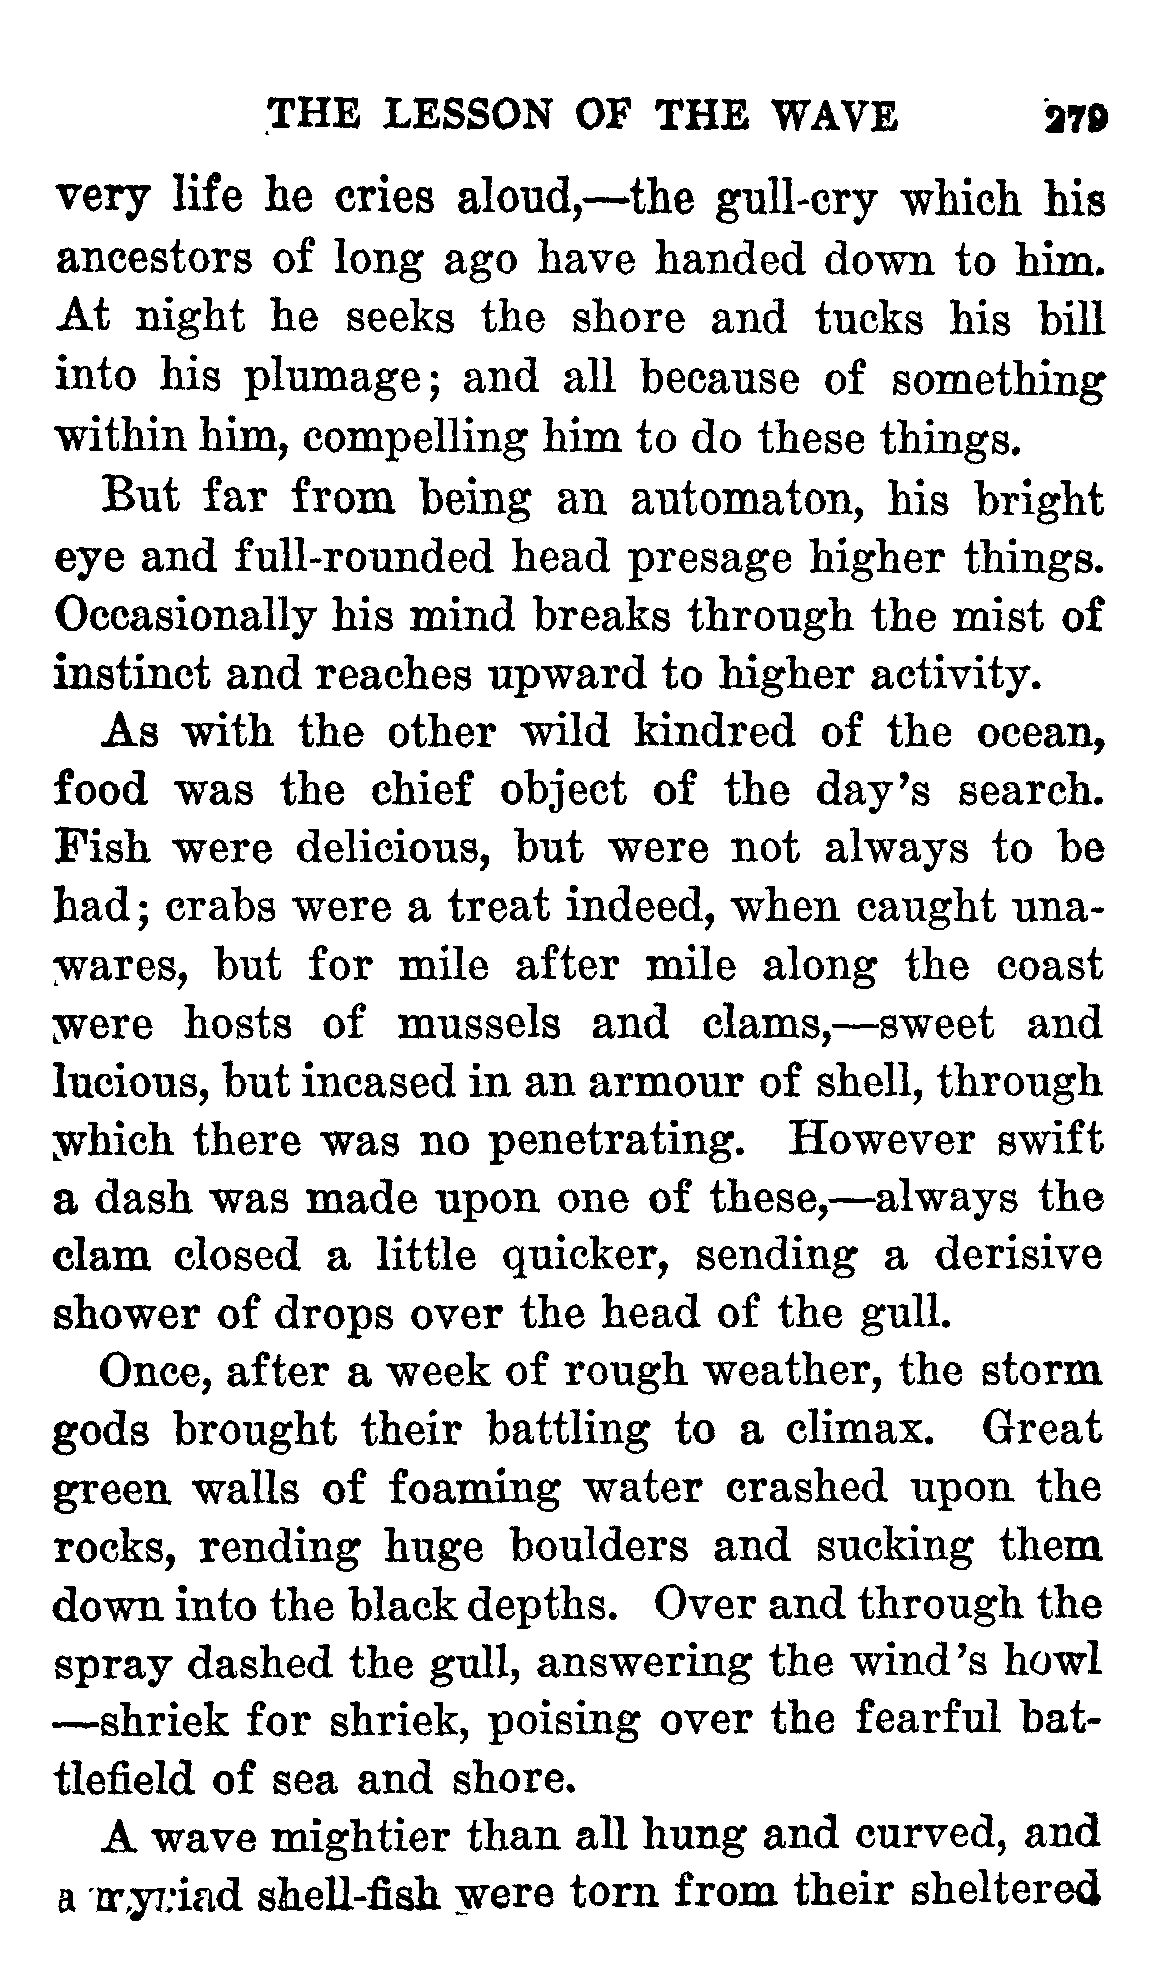 THE LESSON OF THE WAVE 279
very life he cries aloud,—the gull-cry which his
ancestors of long ago have handed down to him.
At night he seeks the shore and tucks his bill
into his plumage; and all because of something
within him, compelling him to do these things.
But far from being an automaton, his bright
eye and full-rounded head presage higher things.
Occasionally his mind breaks through the mist of
instinct and reaches upward to higher activity.
As with the other wild kindred of the ocean,
food was the chief object of the day's search.
Fish were delicious, but were not always to be
had; crabs were a treat indeed, when caught una-
wares, but for mile after mile along the coast
were hosts of mussels and clams,—sweet and
lucious, but incased in an armour of shell, through
which there was no penetrating. However swift
a dash was made upon one of these,—always the
clam closed a little quicker, sending a derisive
shower of drops over the head of the gull.
Once, after a week of rough weather, the storm
gods brought their battling to a climax. Great
green walls of foaming water crashed upon the
rocks, rending huge boulders and sucking them
down into the black depths. Over and through the
spray dashed the gull, answering the wind's howl
—shriek for shriek, poising over the fearful bat-
tlefield of sea and shore.
A wave mightier than all hung and curved, and
a myriad shell-fish were torn from their sheltered